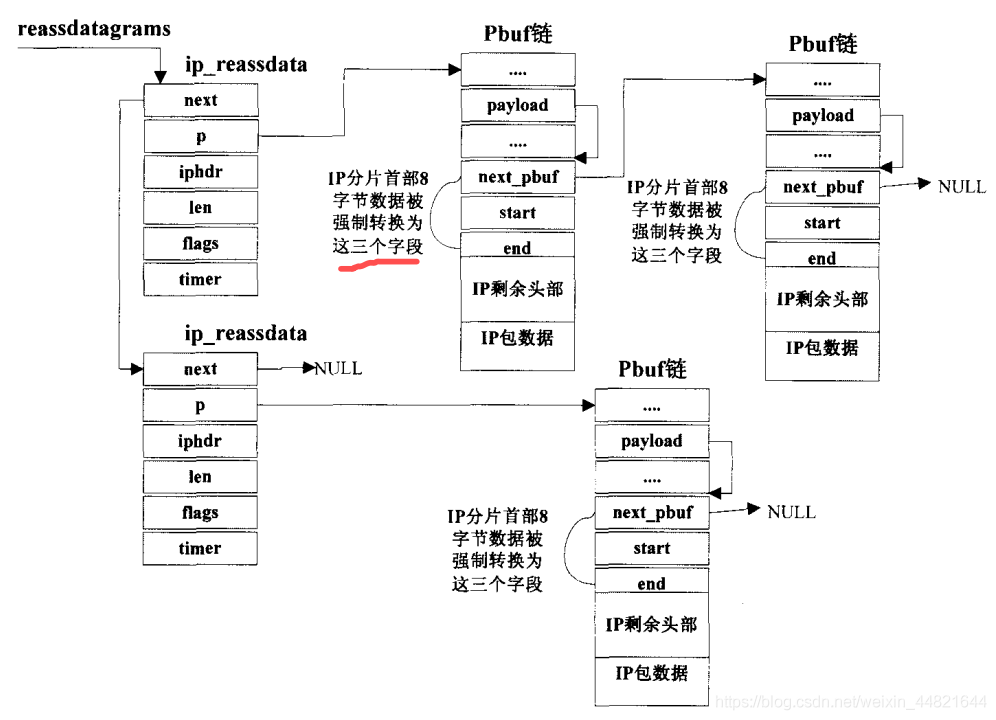 reassdatagrams
ip_reassdata
next
p
iphdr
len
flags
timer
Pbuf链
....
payload
....
next_pbuf
start
end
IP剩余头部
IP包数据
IP分片首部8
字节数据被
强制转换为
这三个字段
Pbuf链
....
payload
....
next_pbuf
start
end
IP剩余头部
IP包数据
NULL
IP分片首部8
字节数据被
强制转换为
这三个字段
ip_reassdata
next
NULL
p
iphdr
len
flags
timer
Pbuf链
....
payload
....
next_pbuf
start
end
IP剩余头部
IP包数据
NULL
IP分片首部8
字节数据被
强制转换为
这三个字段
https://blog.csdn.net/weixin_44821644